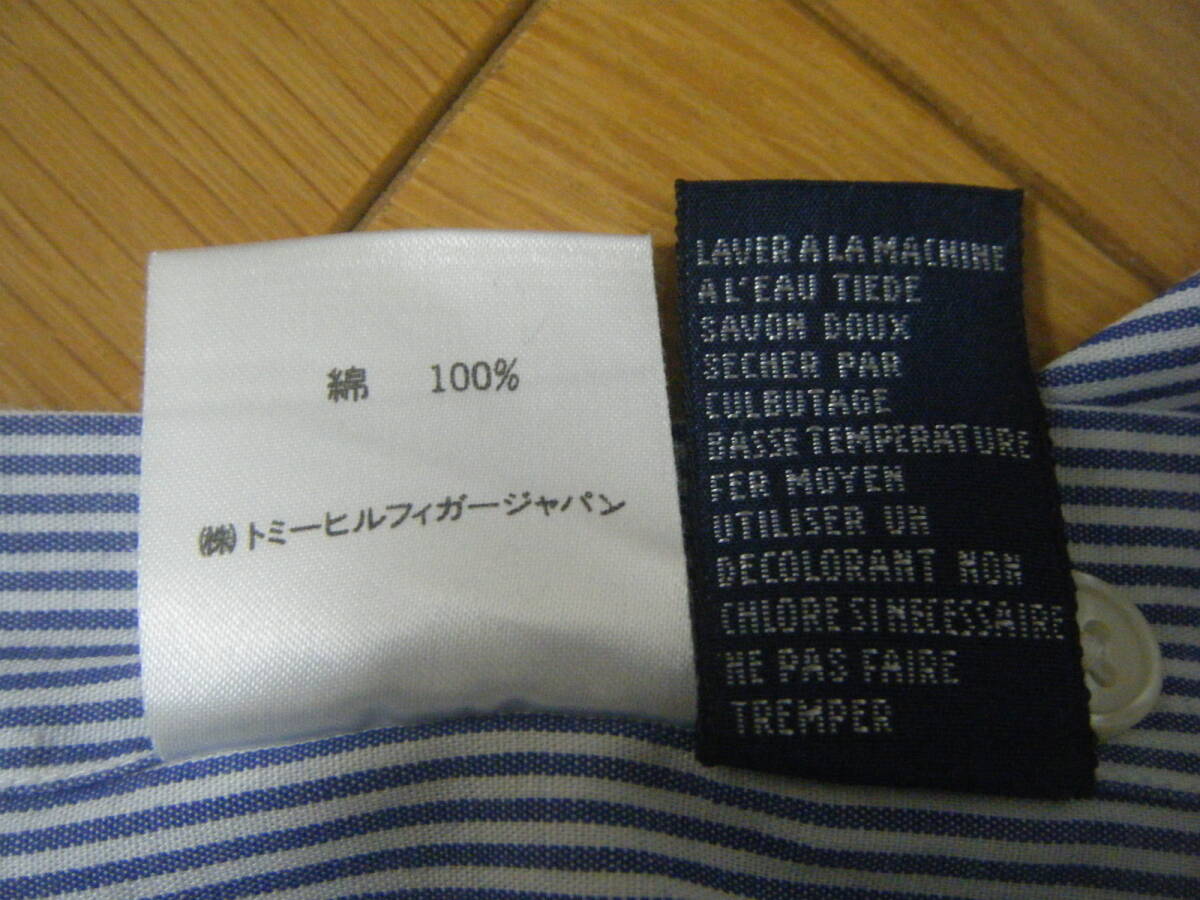 綿 100%
㈱トミーヒルフィガージャパン
LAVER A LA MACHINE
A L'EAU TIEDE
SAVON DOUX
SECHER PAR
CULBUTAGE
BASSE TEMPERATURE
FER MOYEN
UTILISER UN
DECOLORANT NON
CHLORE SI NECESSAIRE
NE PAS FAIRE
TREMPER